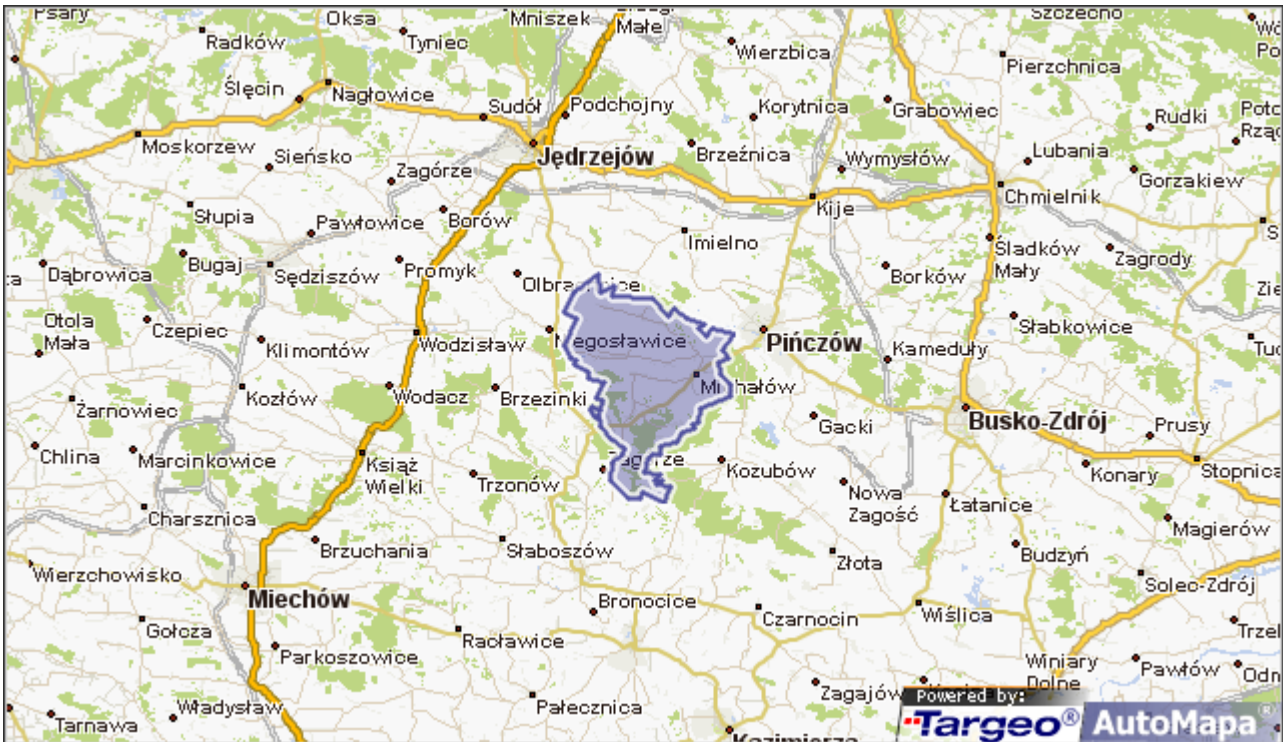 Psary
Oksa
Mniszek
Małe
Szczecno
Radków
Tyniec
Wierzbica
Pierzchnica
Ślęcin
Nagłowice
Sudół
Podchojny
Korytnica
Grabowiec
Rudki
Moskorzew
Sieńsko
Jędrzejów
Brzeźnica
Wymysłów
Lubania
Zagórze
Gorzakiew
Słupia
Pawłowice
Borów
Kije
Chmielnik
Imielno
Śladków
Mały
Zagrody
Dąbrowica
Bugaj
Sędziszów
Promyk
Olbrachcice
Borków
Otola
Mała
Czepiec
Klimontów
Wodzisław
Niegosławice
Pińczów
Słabkowice
Kameduły
Żarnowiec
Kozłów
Wodacz
Brzezinki
Michałów
Gacki
Busko-Zdrój
Prusy
Chlina
Marcinkowice
Książ
Wielki
Trzonów
Zagórze
Kozubów
Konary
Stopnica
Nowa
Zagość
Łatanice
Charsznica
Magierów
Brzuchania
Słaboszów
Złota
Budzyń
Wierzchowisko
Solec-Zdrój
Miechów
Bronocice
Czarnocin
Wiślica
Gołcza
Racławice
Parkoszowice
Winiary
Dolne
Pawłów
Zagajów
Tarnawa
Władysław
Pałecznica
Kazimierza
Powered by:
Targeo® AutoMapa®